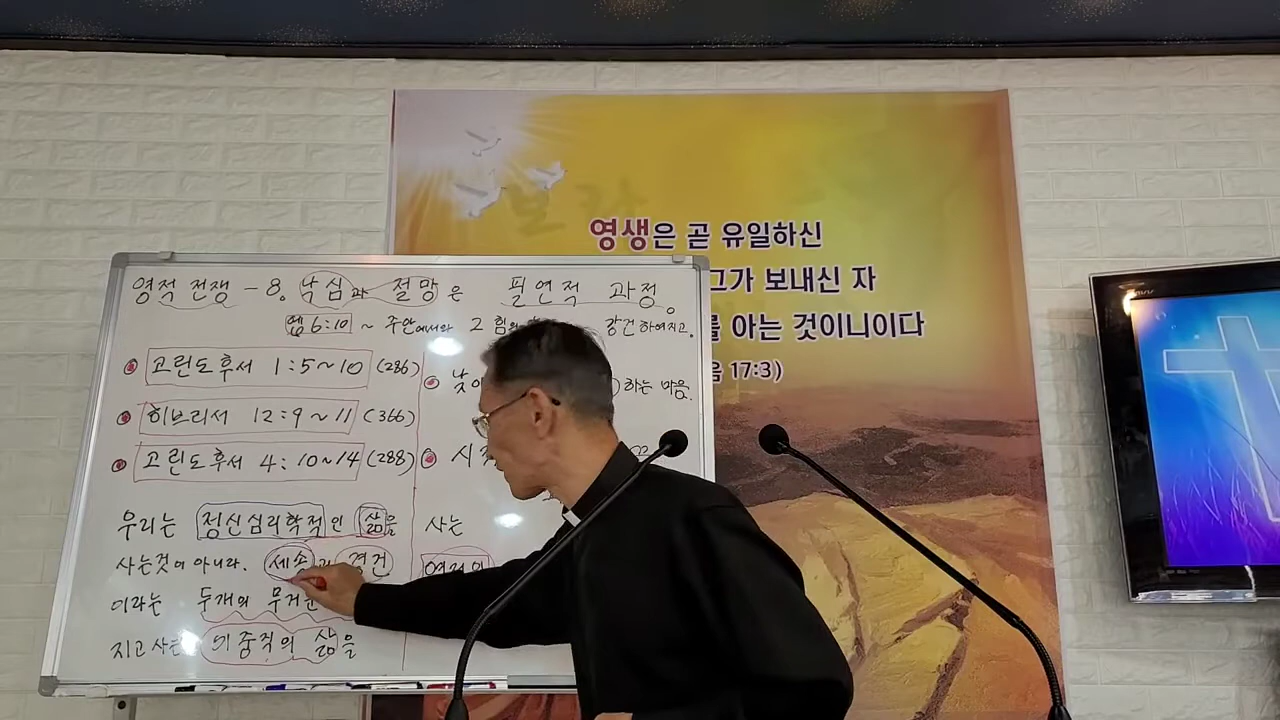 영적 전쟁 - 8. 낙심과 절망은 필연적 과정.
엡 6:10 ~ 주안에서와 그 힘의 강건하여지고.
고린도후서 1:5~10 (286)
히브리서 12:9~11 (366)
고린도후서 4:10~14 (288)
우리는 정신심리학적인 삶을
사는것이 아니라. 세속과 경건
이라는 두개의 무거운
지고 사는 이중적의 삶을
하는 마음.
사는
영생은 곧 유일하신
그가 보내신 자
를 아는 것이니이다
음 17:3)